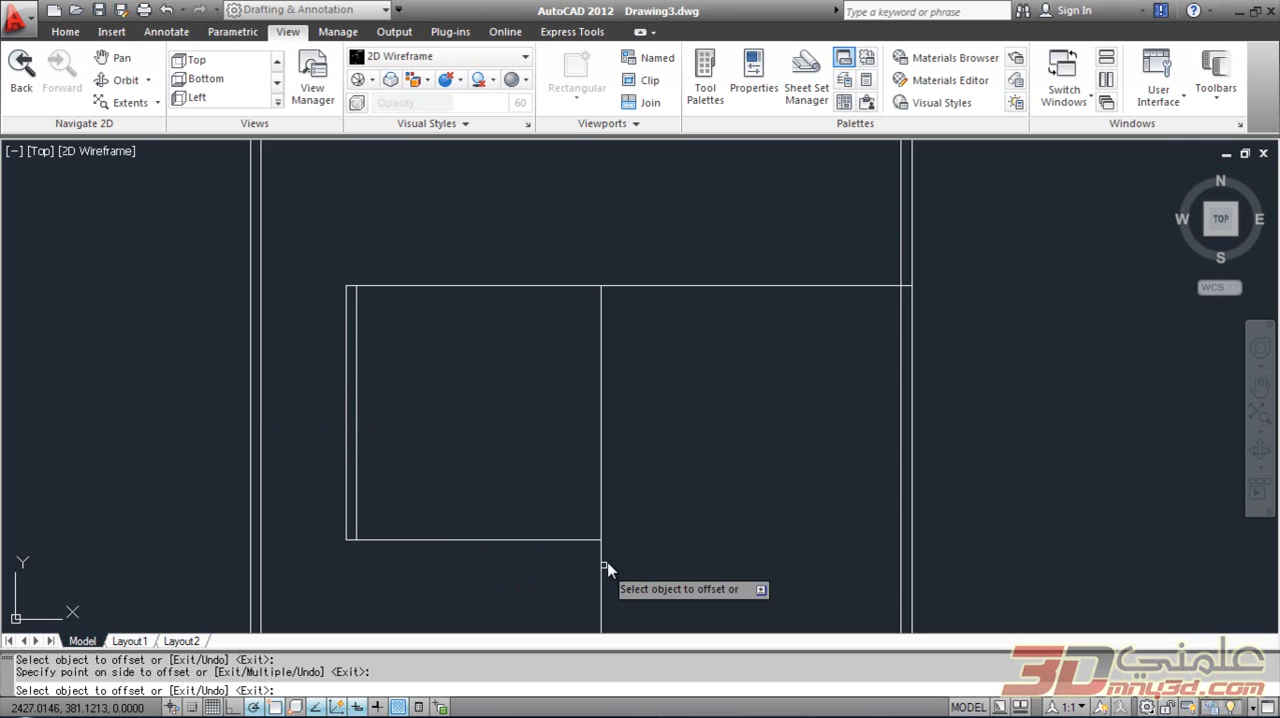 Drafting & Annotation
AutoCAD 2012 Drawing3.dwg
Type a keyword or phrase
Sign In
Home Insert Annotate Parametric View Manage Output Plug-ins Online Express Tools
Back
Forward
Pan
Orbit
Extents
Navigate 2D
Top
Bottom
Left
View Manager
Views
2D Wireframe
Opacity 60
Visual Styles
Rectangular
Named
Clip
Join
Viewports
Tool Palettes
Properties
Sheet Set Manager
Materials Browser
Materials Editor
Visual Styles
Palettes
Switch Windows
User Interface
Toolbars
Windows
[−] [Top] [2D Wireframe]
N
W TOP E
S
WCS
Select object to offset or
Y
X
Model Layout1 Layout2
Select object to offset or [Exit/Undo] <Exit>:
Specify point on side to offset or [Exit/Multiple/Undo] <Exit>:
Select object to offset or [Exit/Undo] <Exit>:
2427.0146, 381.1213, 0.0000
MODEL
1:1
3D علمني
mny3d.com